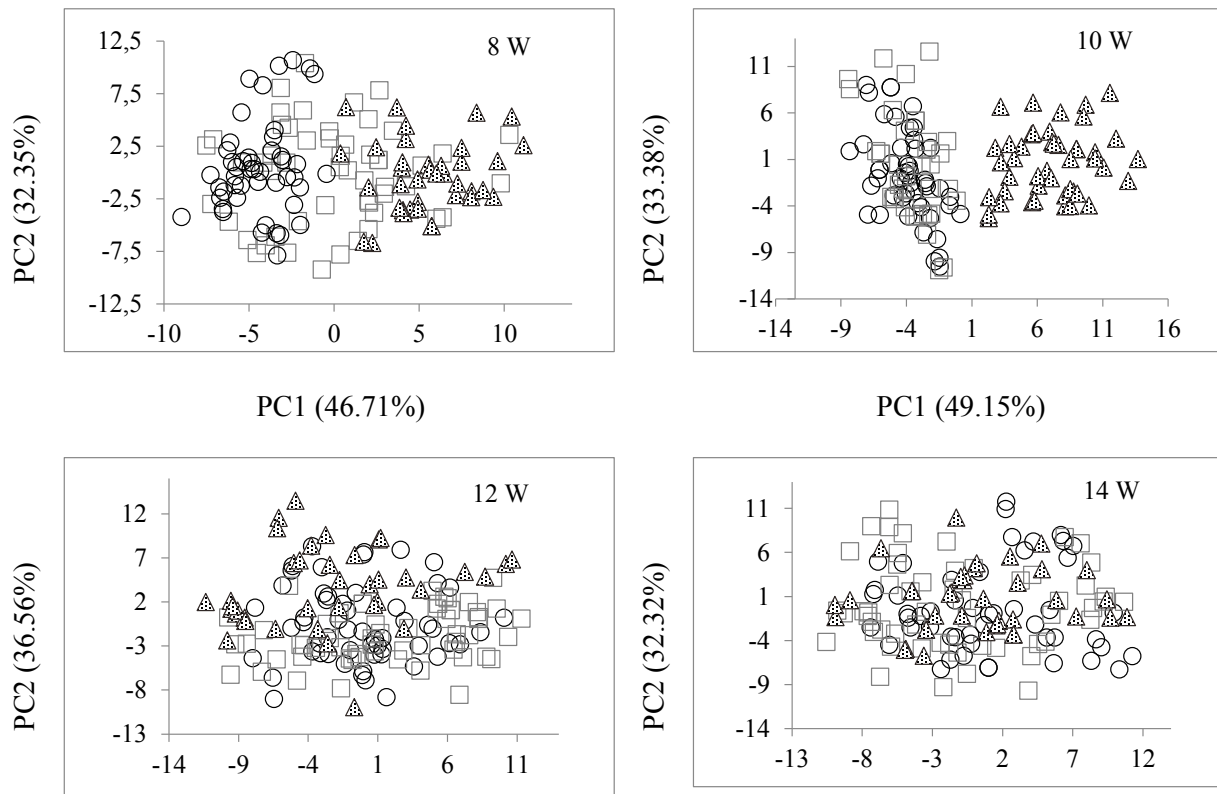 8 W
PC2 (32.35%)
12,5
7,5
2,5
-2,5
-7,5
-12,5
-10 -5 0 5 10
PC1 (46.71%)
10 W
PC2 (33.38%)
11
6
1
-4
-9
-14
-14 -9 -4 1 6 11 16
PC1 (49.15%)
12 W
PC2 (36.56%)
12
7
2
-3
-8
-13
-14 -9 -4 1 6 11
14 W
PC2 (32.32%)
11
6
1
-4
-9
-14
-13 -8 -3 2 7 12